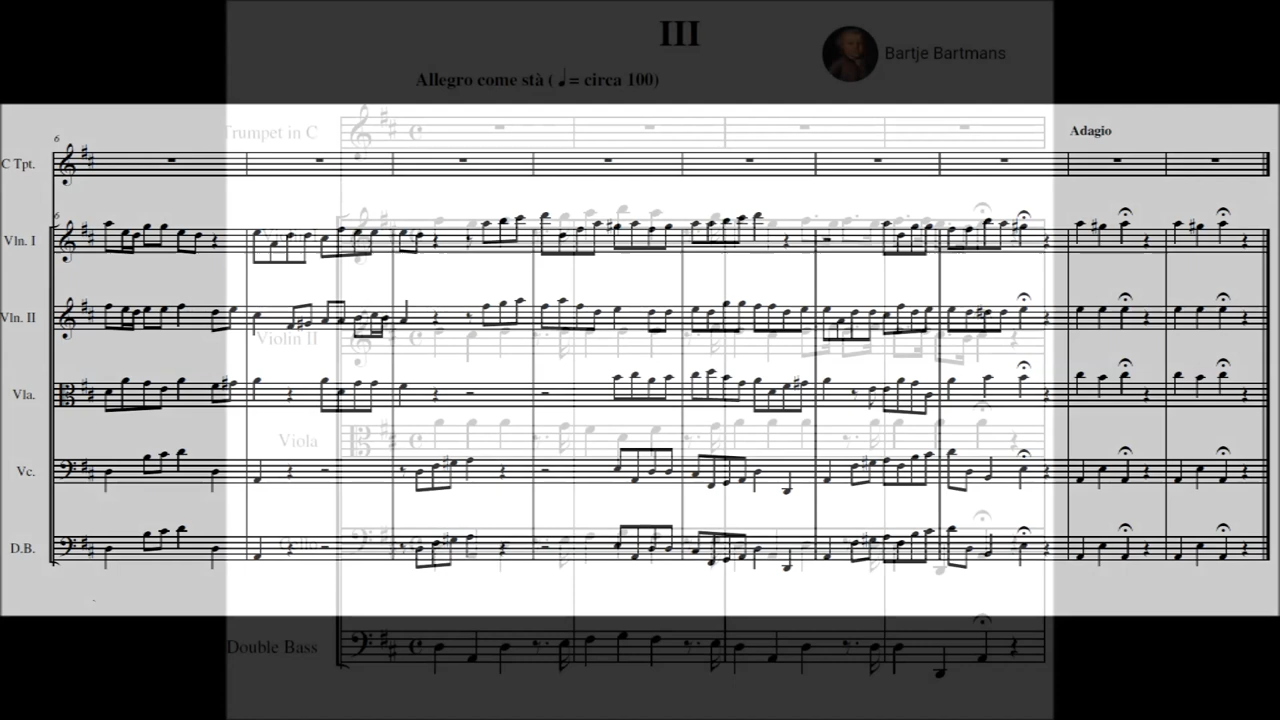 III
Bartje Bartmans
Allegro come stà ( ♩ = circa 100)
Trumpet in C
Adagio
6
C Tpt.
6
Vln. I
Vln. II
Violin II
Vla.
Viola
Vc.
D.B.
Cello
Double Bass